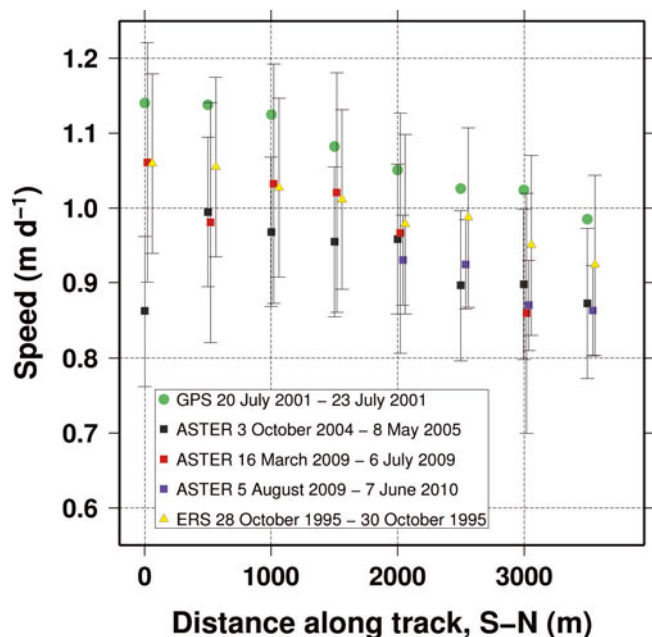 1.2
1.1
1.0
0.9
0.8
0.7
0.6
Speed (m d⁻¹)
GPS 20 July 2001 – 23 July 2001
ASTER 3 October 2004 – 8 May 2005
ASTER 16 March 2009 – 6 July 2009
ASTER 5 August 2009 – 7 June 2010
ERS 28 October 1995 – 30 October 1995
0 1000 2000 3000
Distance along track, S–N (m)